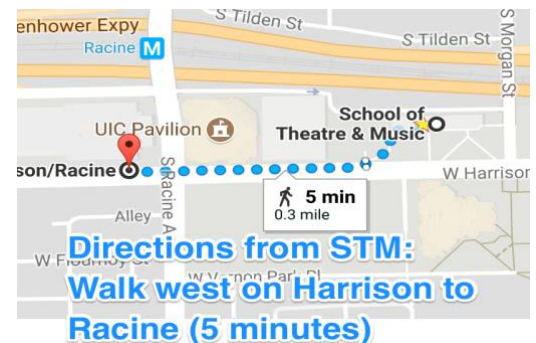 enhower Expy
S Tilden St
S Tilden St
Racine M
S Morgan St
School of
Theatre & Music
UIC Pavilion
son/Racine
W Harrison
S Racine A
5 min
0.3 mile
Alley
Directions from STM:
W Flournoy St
W Vernon Park Pl
Walk west on Harrison to
Racine (5 minutes)